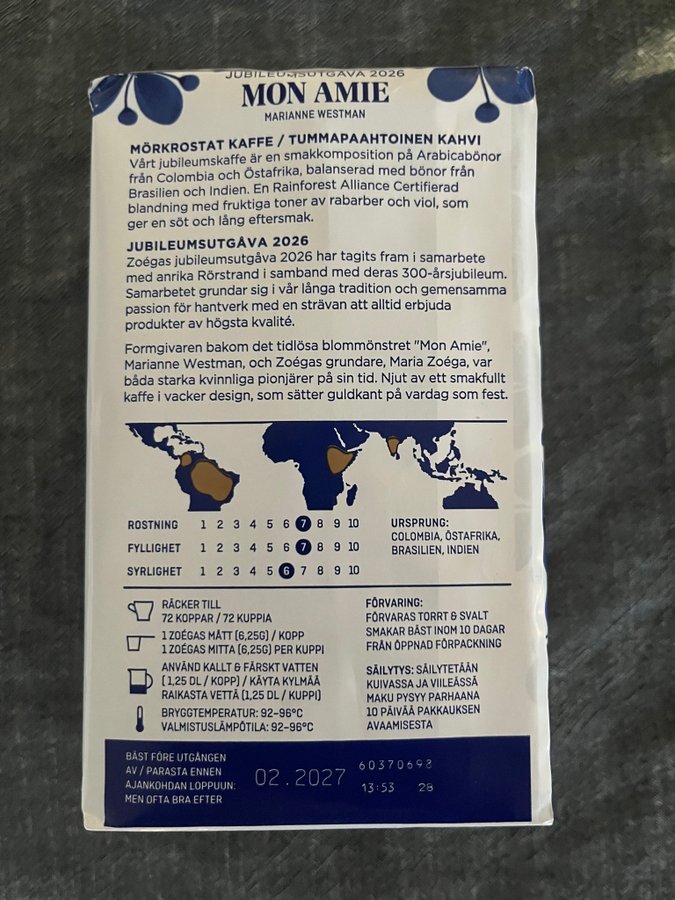 JUBILEUMSUTGÅVA 2026
MON AMIE
MARIANNE WESTMAN
MÖRKROSTAT KAFFE / TUMMAPAAHTOINEN KAHVI
Vårt jubileumskaffe är en smakkomposition på Arabicabönor
från Colombia och Östafrika, balanserad med bönor från
Brasilien och Indien. En Rainforest Alliance Certifierad
blandning med fruktiga toner av rabarber och viol, som
ger en söt och lång eftersmak.
JUBILEUMSUTGÅVA 2026
Zoégas jubileumsutgåva 2026 har tagits fram i samarbete
med anrika Rörstrand i samband med deras 300-årsjubileum.
Samarbetet grundar sig i vår långa tradition och gemensamma
passion för hantverk med en strävan att alltid erbjuda
produkter av högsta kvalité.
Formgivaren bakom det tidlösa blommönstret "Mon Amie",
Marianne Westman, och Zoégas grundare, Maria Zoéga, var
båda starka kvinnliga pionjärer på sin tid. Njut av ett smakfullt
kaffe i vacker design, som sätter guldkant på vardag som fest.
ROSTNING 1 2 3 4 5 6 7 8 9 10
FYLLIGHET 1 2 3 4 5 6 7 8 9 10
SYRLIGHET 1 2 3 4 5 6 7 8 9 10
URSPRUNG:
COLOMBIA, ÖSTAFRIKA,
BRASILIEN, INDIEN
RÄCKER TILL
72 KOPPAR / 72 KUPPIA
1 ZOÉGAS MÅTT (6,25G) / KOPP
1 ZOÉGAS MITTA (6,25G) PER KUPPI
ANVÄND KALLT & FÄRSKT VATTEN
(1,25 DL / KOPP) / KÄYTÄ KYLMÄÄ
RAIKASTA VETTÄ (1,25 DL / KUPPI)
BRYGGTEMPERATUR: 92-96°C
VALMISTUSLÄMPÖTILA: 92-96°C
FÖRVARING:
FÖRVARAS TORRT & SVALT
SMAKAR BÄST INOM 10 DAGAR
FRÅN ÖPPNAD FÖRPACKNING
SÄILYTYS: SÄILYTETÄÄN
KUIVASSA JA VIILEÄSSÄ
MAKU PYSYY PARHAANA
10 PÄIVÄÄ PAKKAUKSEN
AVAAMISESTA
BÄST FÖRE UTGÅNGEN
AV / PARASTA ENNEN
AJANKOHDAN LOPPUUN:
MEN OFTA BRA EFTER
02.2027
60370698
13:53 28